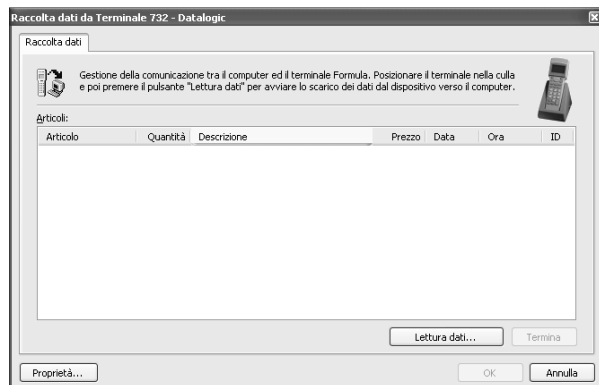 Raccolta dati da Terminale 732 - Datalogic
Raccolta dati
Gestione della comunicazione tra il computer ed il terminale Formula. Posizionare il terminale nella culla
e poi premere il pulsante "Lettura dati" per avviare lo scarico dei dati dal dispositivo verso il computer.
Articoli:
Articolo Quantità Descrizione Prezzo Data Ora ID
Lettura dati... Termina
Proprietà... OK Annulla